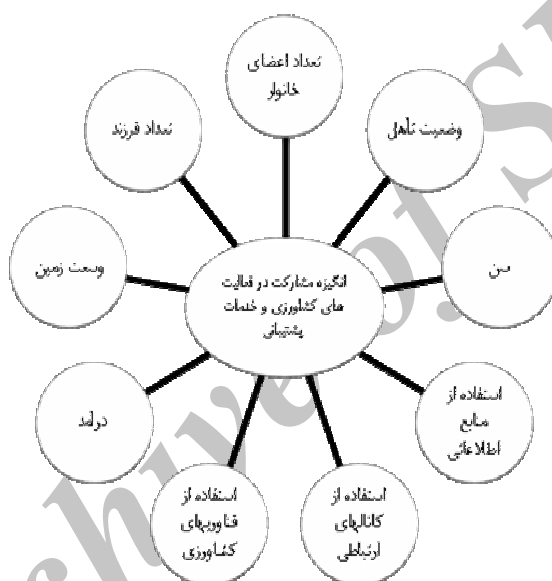 تعداد اعضای
خانوار
وضعیت تأهل
سن
استفاده از
منابع
اطلاعاتی
استفاده از
کانالهای
ارتباطی
استفاده از
فناوریهای
کشاورزی
درآمد
وسعت زمین
تعداد فرزند
انگیزه مشارکت در فعالیت
های کشاورزی و خدمات
پشتیبانی